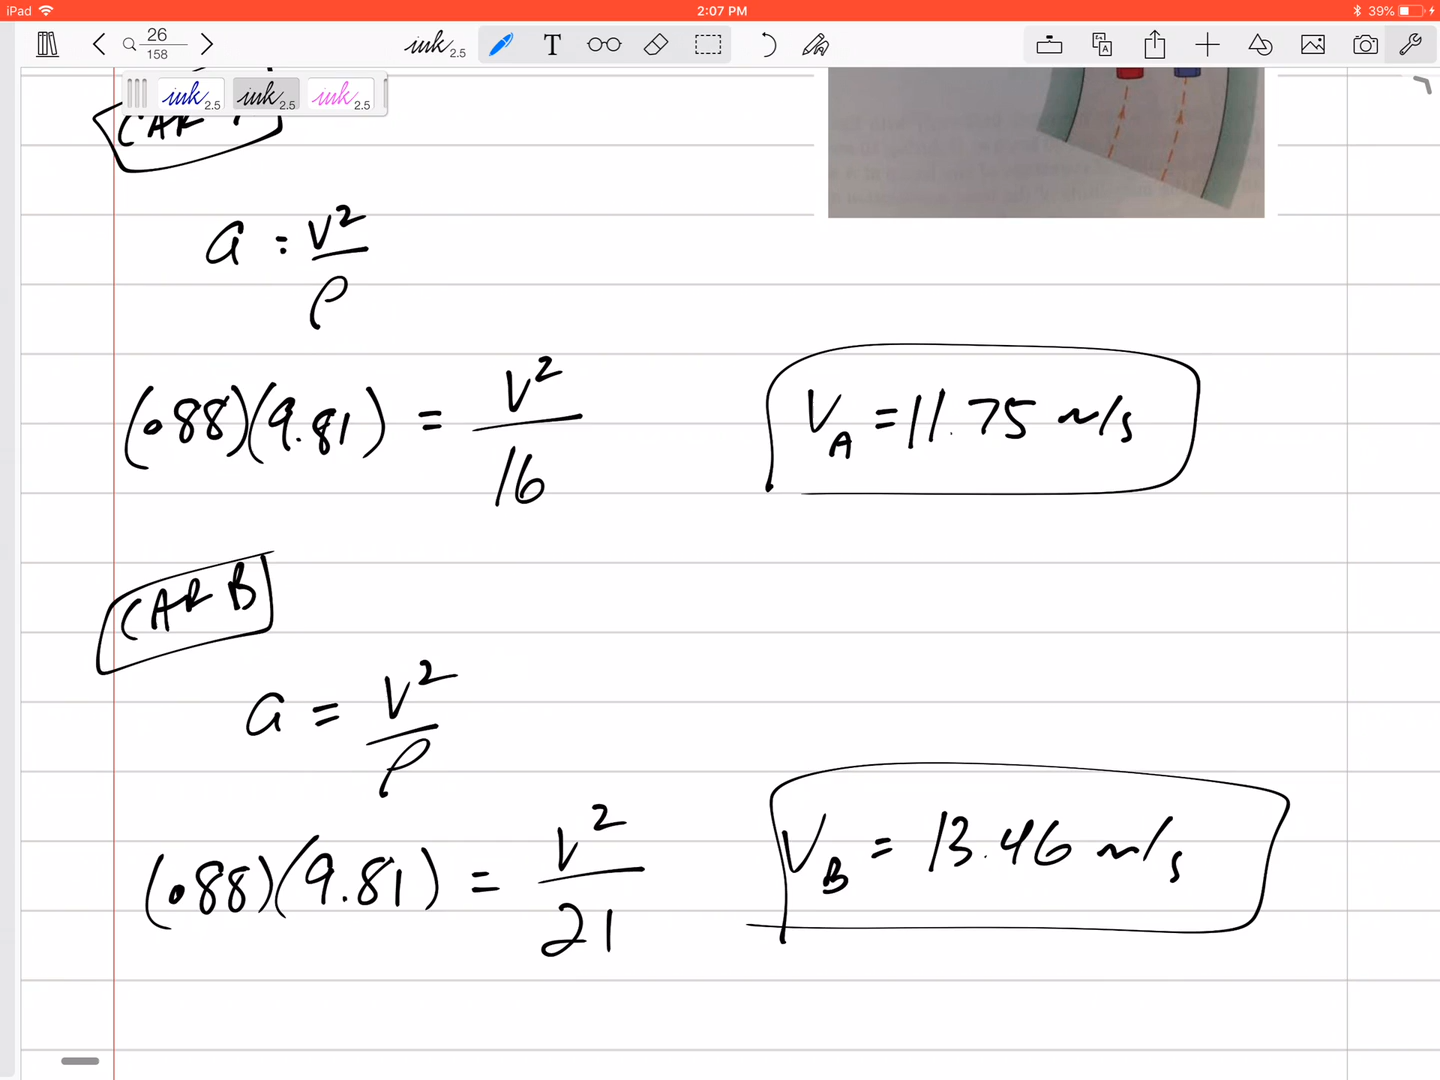 iPad 2:07 PM 39%
26
158
ink 2.5 T
ink 2.5 ink 2.5 ink 2.5
CAR
a = v²/ρ
(.88)(9.81) = v²/16
V_A = 11.75 m/s
CAR B
a = v²/ρ
(.88)(9.81) = v²/21
V_B = 13.46 m/s